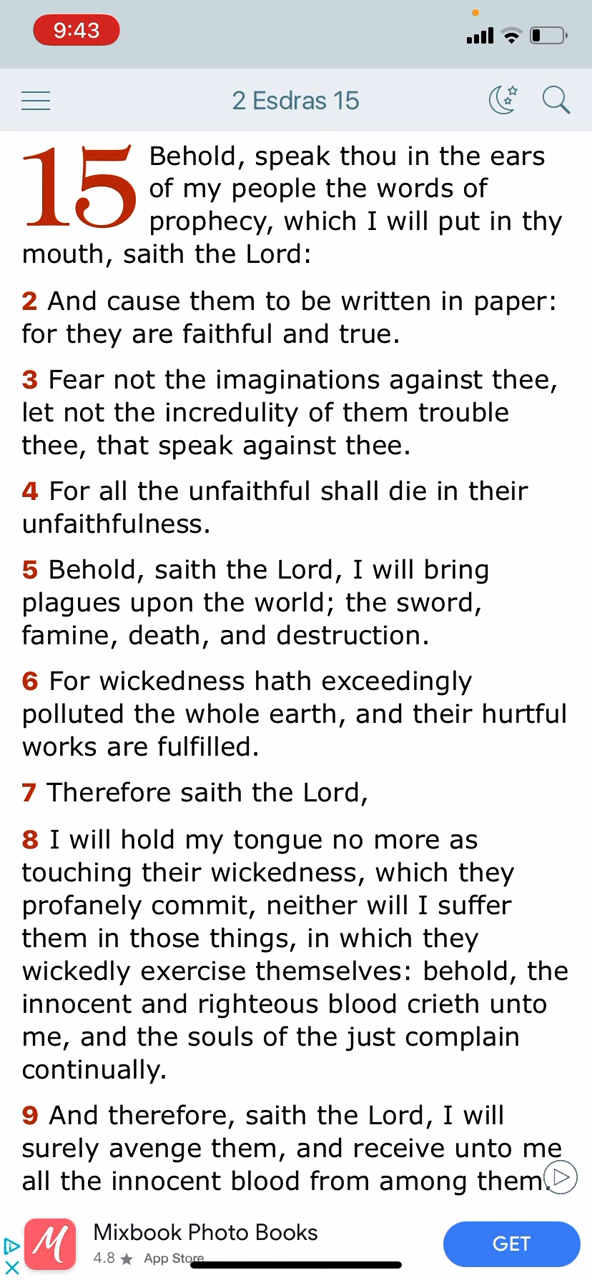 9:43
2 Esdras 15
15 Behold, speak thou in the ears
of my people the words of
prophecy, which I will put in thy
mouth, saith the Lord:
2 And cause them to be written in paper:
for they are faithful and true.
3 Fear not the imaginations against thee,
let not the incredulity of them trouble
thee, that speak against thee.
4 For all the unfaithful shall die in their
unfaithfulness.
5 Behold, saith the Lord, I will bring
plagues upon the world; the sword,
famine, death, and destruction.
6 For wickedness hath exceedingly
polluted the whole earth, and their hurtful
works are fulfilled.
7 Therefore saith the Lord,
8 I will hold my tongue no more as
touching their wickedness, which they
profanely commit, neither will I suffer
them in those things, in which they
wickedly exercise themselves: behold, the
innocent and righteous blood crieth unto
me, and the souls of the just complain
continually.
9 And therefore, saith the Lord, I will
surely avenge them, and receive unto me
all the innocent blood from among them.
M
Mixbook Photo Books
4.8 ★ App Store
GET